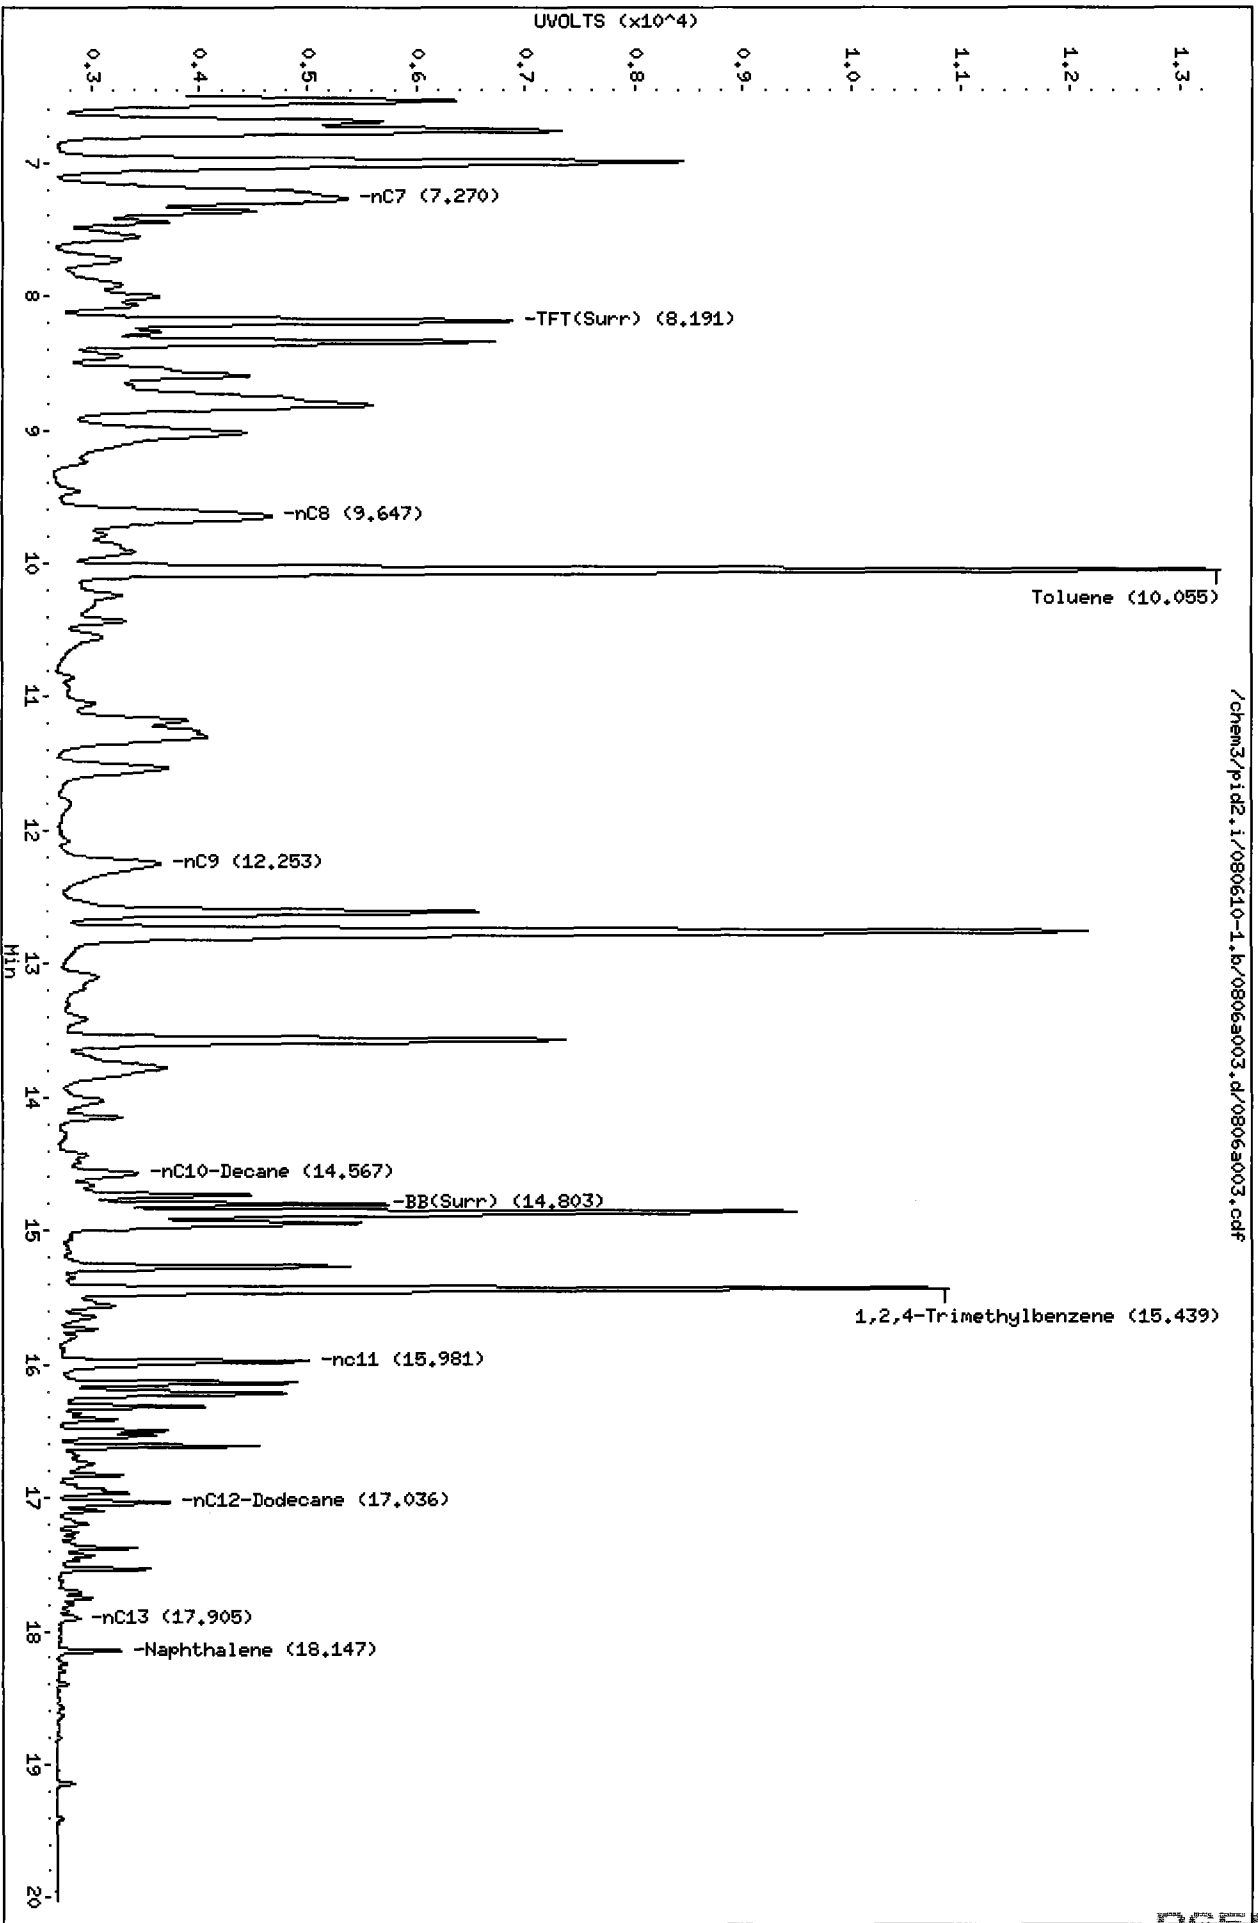 UVOLTS (x10^4)
0.3
0.4
0.5
0.6
0.7
0.8
0.9
1.0
1.1
1.2
1.3
/chem3/pid2.i/080610-1.b/0806a003.d/0806a003.cdf
7
-nC7 (7.270)
8
-TFT(Surr) (8.191)
9
-nC8 (9.647)
10
Toluene (10.055)
11
12
-nC9 (12.253)
13
Min
14
-nC10-Decane (14.567)
-BB(Surr) (14.803)
15
1,2,4-Trimethylbenzene (15.439)
-nc11 (15.981)
16
17
-nC12-Dodecane (17.036)
-nC13 (17.905)
18
-Naphthalene (18.147)
19
20